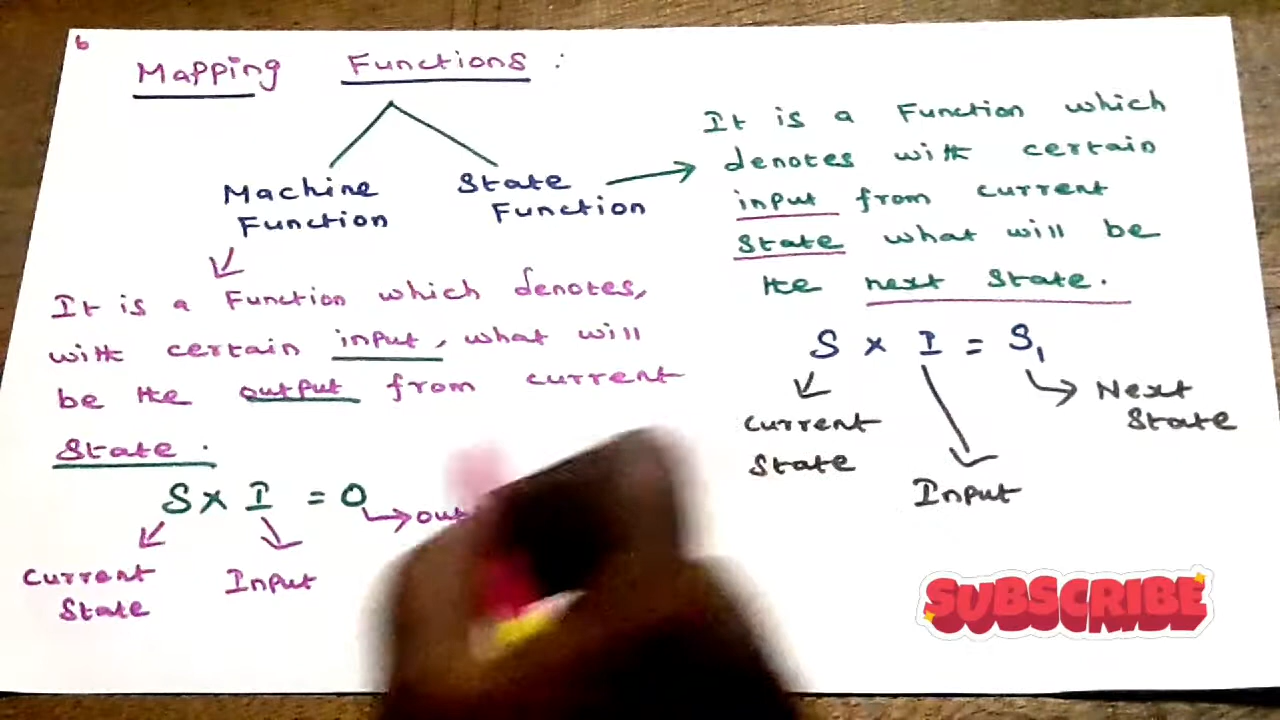 6
Mapping Functions :
Machine
Function
State
Function
It is a Function which denotes,
with certain input, what will
be the output from current
State.
S x I = O
Current
State
Input
It is a Function which
denotes with certain
input from current
State what will be
the next State.
S x I = S1
Current
State
Input
Next
State
SUBSCRIBE